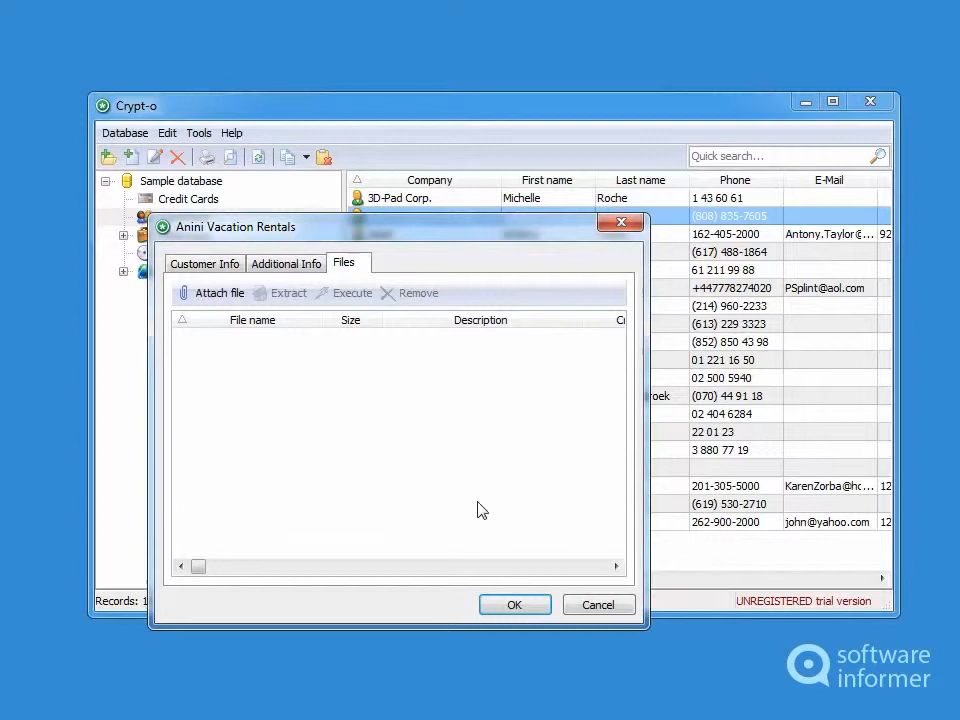 Crypt-o
Database Edit Tools Help
Quick search...
Sample database
Company First name Last name Phone E-Mail
Credit Cards
3D-Pad Corp. Michelle Roche 1 43 60 61
(808) 835-7605
Anini Vacation Rentals
162-405-2000 Antony.Taylor@... 92
(617) 488-1864
Customer Info Additional Info Files
61 211 99 88
Attach file Extract Execute Remove
+447778274020 PSplint@aol.com
(214) 960-2233
File name Size Description Cr
(613) 229 3323
(852) 850 43 98
01 221 16 50
02 500 5940
roek (070) 44 91 18
02 404 6284
22 01 23
3 880 77 19
201-305-5000 KarenZorba@hc... 12
(619) 530-2710
262-900-2000 john@yahoo.com 12
OK Cancel
Records: 1
UNREGISTERED trial version
software
informer